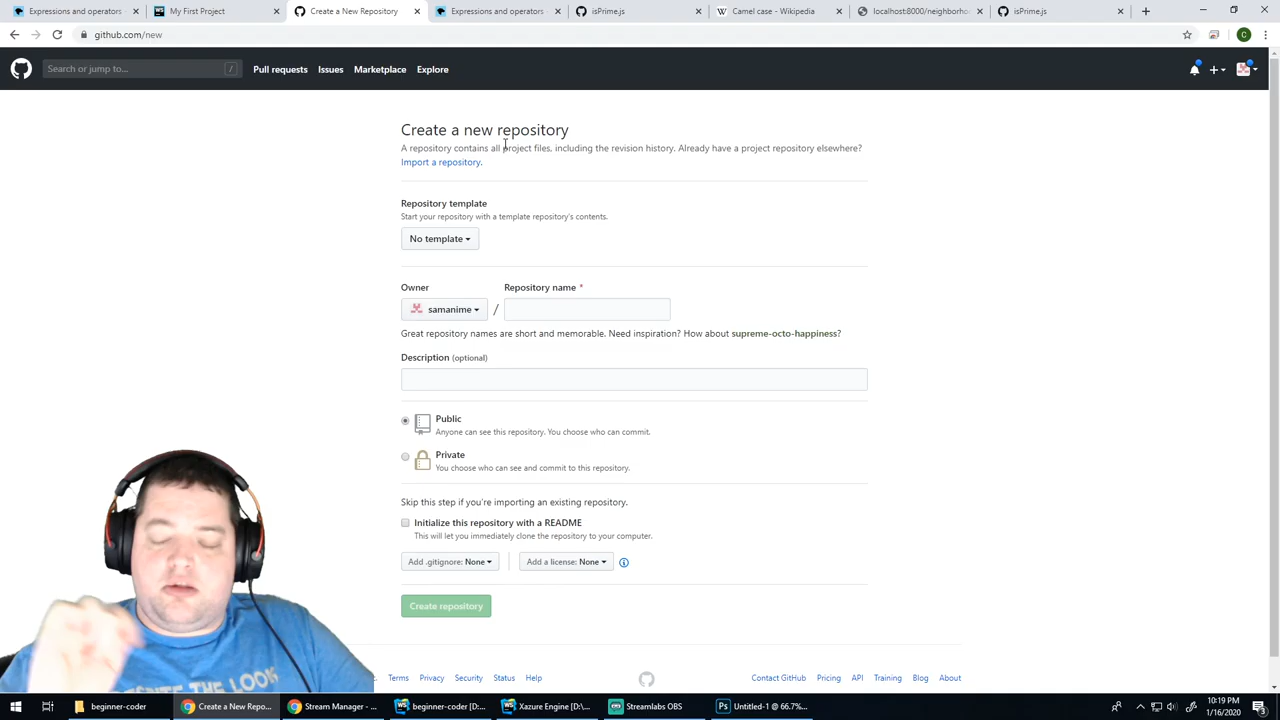 Expressions and operators
My First Project
Create a New Repository
Expressions and operators
isPrime.js
Camel case - Wikipedia
localhost:8000/neighborho
isPrime.js
github.com/new
C
Search or jump to...
/
Pull requests
Issues
Marketplace
Explore
Create a new repository
A repository contains all project files, including the revision history. Already have a project repository elsewhere?
Import a repository.
Repository template
Start your repository with a template repository's contents.
No template
Owner
Repository name *
samanime
/
Great repository names are short and memorable. Need inspiration? How about supreme-octo-happiness?
Description (optional)
Public
Anyone can see this repository. You choose who can commit.
Private
You choose who can see and commit to this repository.
Skip this step if you're importing an existing repository.
Initialize this repository with a README
This will let you immediately clone the repository to your computer.
Add .gitignore: None
Add a license: None
Create repository
Terms
Privacy
Security
Status
Help
Contact GitHub
Pricing
API
Training
Blog
About
beginner-coder
Create a New Repo...
Stream Manager - ...
beginner-coder [D:...
Xazure Engine [D:\...
Streamlabs OBS
Untitled-1 @ 66.7%...
10:19 PM
1/16/2020
3